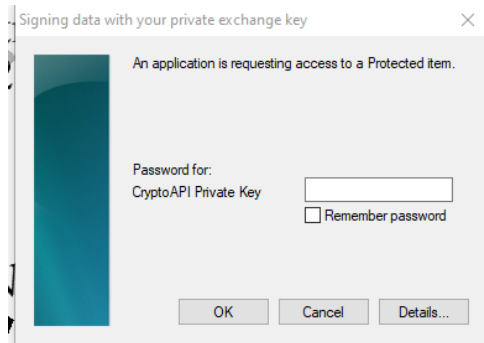 Signing data with your private exchange key
An application is requesting access to a Protected item.
Password for:
CryptoAPI Private Key
Remember password
OK
Cancel
Details...